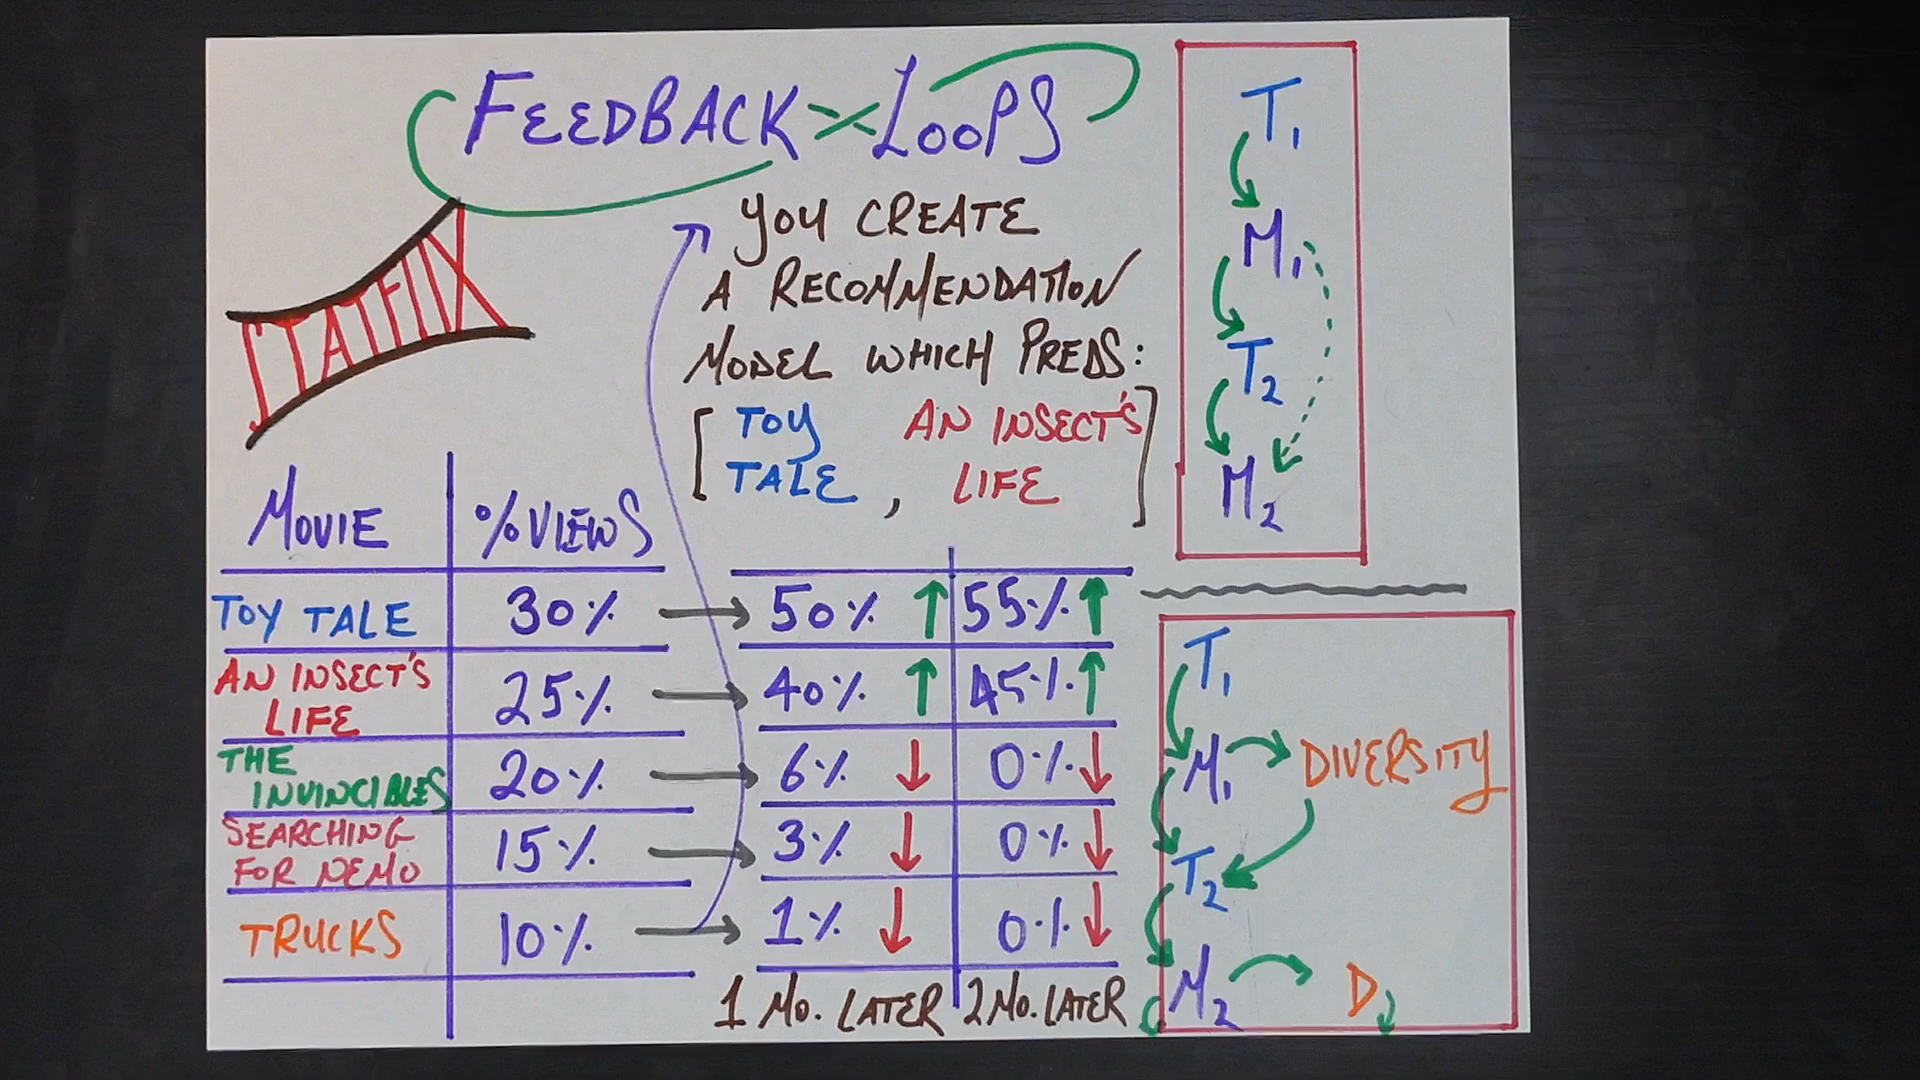 FEEDBACK LOOPS
STATFLIX
YOU CREATE
A RECOMMENDATION
MODEL WHICH PREDS:
[TOY TALE, AN INSECT'S LIFE]
MOVIE %VIEWS
TOY TALE 30% 50% 55%
AN INSECT'S LIFE 25% 40% 45%
THE INVINCIBLES 20% 6% 0%
SEARCHING FOR NEMO 15% 3% 0%
TRUCKS 10% 1% 0%
1 MO. LATER 2 MO. LATER
T1
M1
T2
M2
T1
M1 DIVERSITY
T2
M2 D